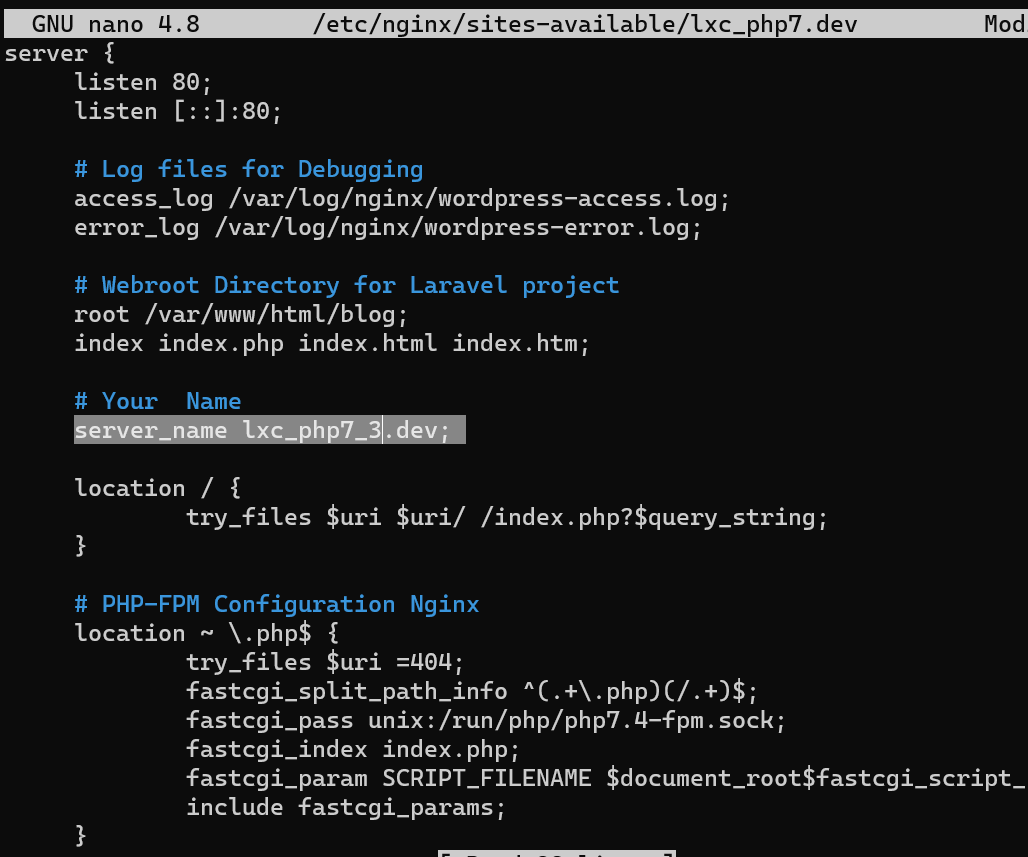 GNU nano 4.8 /etc/nginx/sites-available/lxc_php7.dev Mod
server {
listen 80;
listen [::]:80;
# Log files for Debugging
access_log /var/log/nginx/wordpress-access.log;
error_log /var/log/nginx/wordpress-error.log;
# Webroot Directory for Laravel project
root /var/www/html/blog;
index index.php index.html index.htm;
# Your  Name
server_name lxc_php7_3.dev;
location / {
try_files $uri $uri/ /index.php?$query_string;
}
# PHP-FPM Configuration Nginx
location ~ \.php$ {
try_files $uri =404;
fastcgi_split_path_info ^(.+\.php)(/.+)$;
fastcgi_pass unix:/run/php/php7.4-fpm.sock;
fastcgi_index index.php;
fastcgi_param SCRIPT_FILENAME $document_root$fastcgi_script_
include fastcgi_params;
}